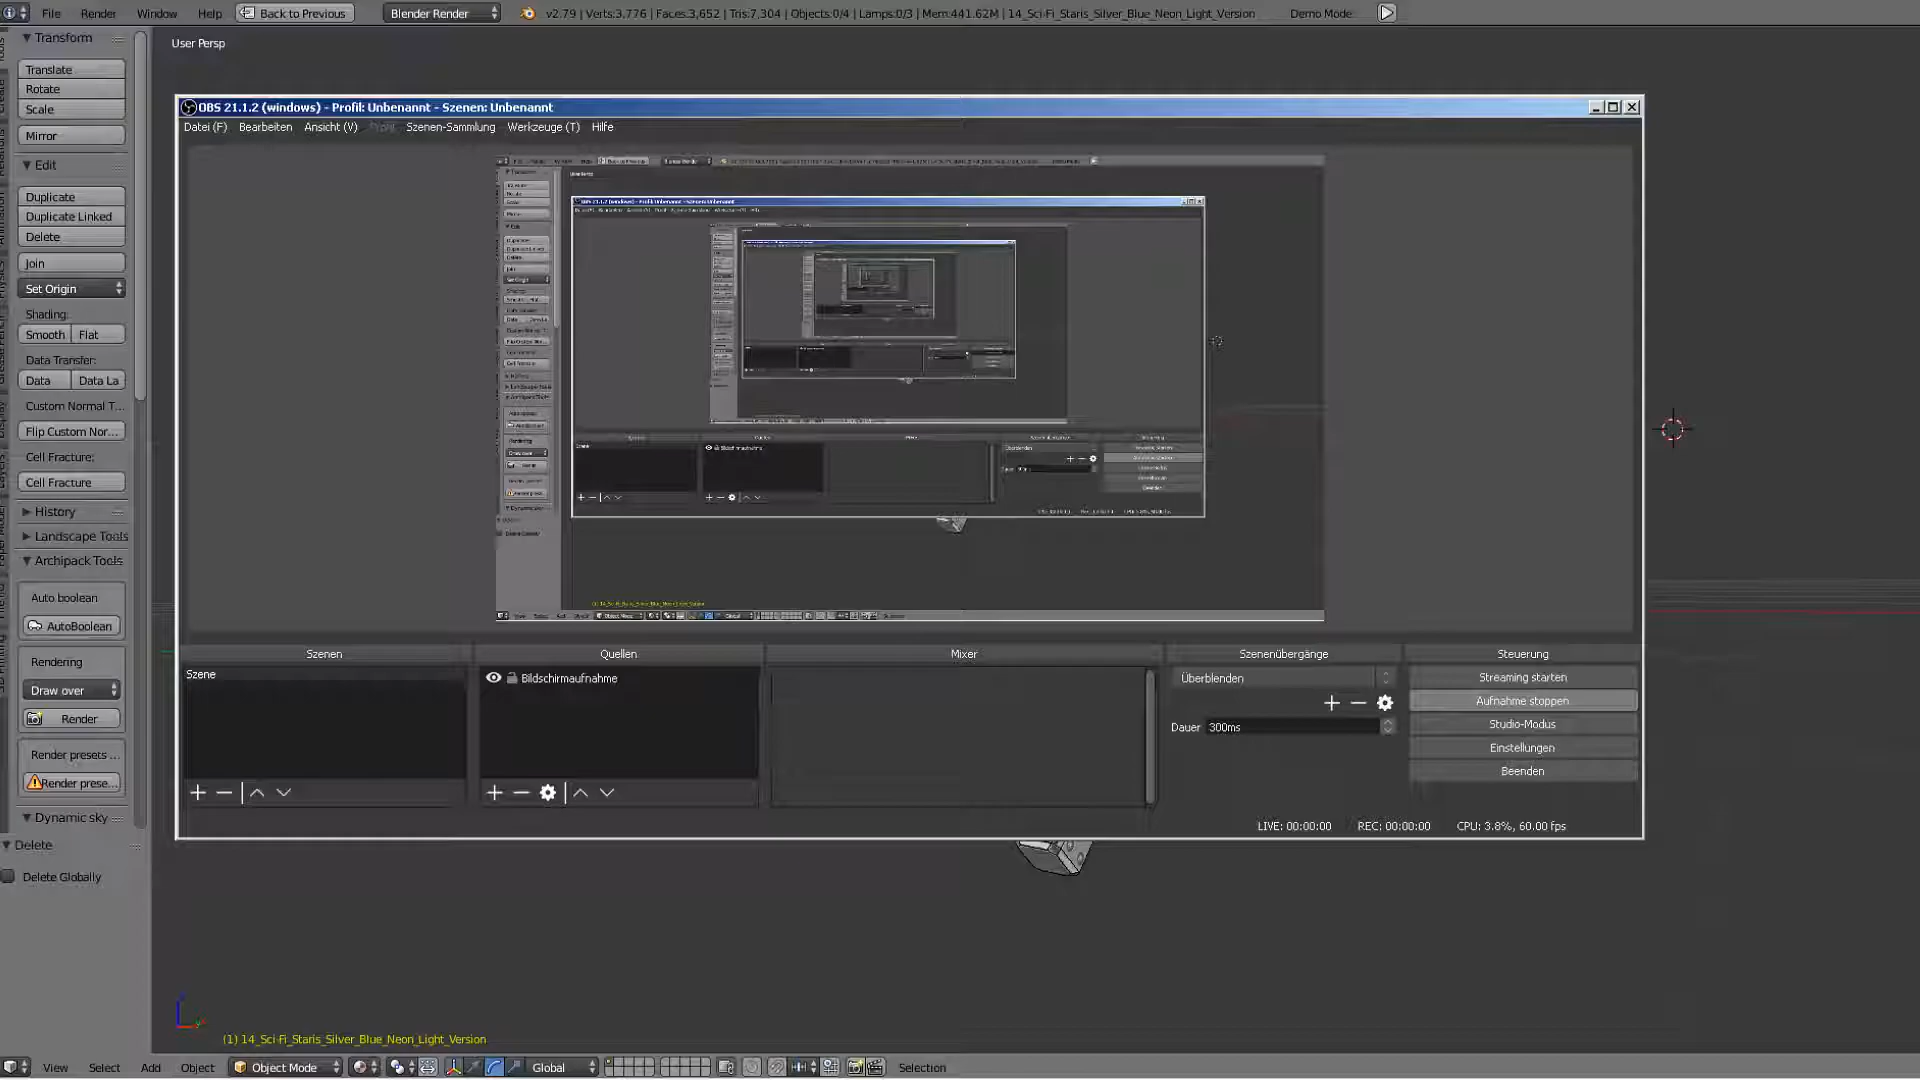 File Render Window Help Back to Previous Blender Render v2.79 | Verts:3,776 | Faces:3,652 | Tris:7,304 | Objects:0/4 | Lamps:0/3 | Mem:441.62M | 14_Sci-Fi_Staris_Silver_Blue_Neon_Light_Version Demo Mode
Transform
User Persp
Translate
Rotate
Scale
Mirror
Edit
Duplicate
Duplicate Linked
Delete
Join
Set Origin
Shading:
Smooth Flat
Data Transfer:
Data Data La
Custom Normal T...
Flip Custom Nor...
Cell Fracture:
Cell Fracture
History
Landscape Tools
Archipack Tools
Auto boolean
AutoBoolean
Rendering
Draw over
Render
Render presets ...
Render prese...
Dynamic sky
Delete
Delete Globally
OBS 21.1.2 (windows) - Profil: Unbenannt - Szenen: Unbenannt
Datei (F) Bearbeiten Ansicht (V) Szenen-Sammlung Werkzeuge (T) Hilfe
Szenen Quellen Mixer Szenenübergänge Steuerung
Szene
Bildschirmaufnahme
Überblenden
Dauer 300ms
Streaming starten
Aufnahme stoppen
Studio-Modus
Einstellungen
Beenden
LIVE: 00:00:00 REC: 00:00:00 CPU: 3.8%, 60.00 fps
(1) 14_Sci-Fi_Staris_Silver_Blue_Neon_Light_Version
View Select Add Object Object Mode Global Selection